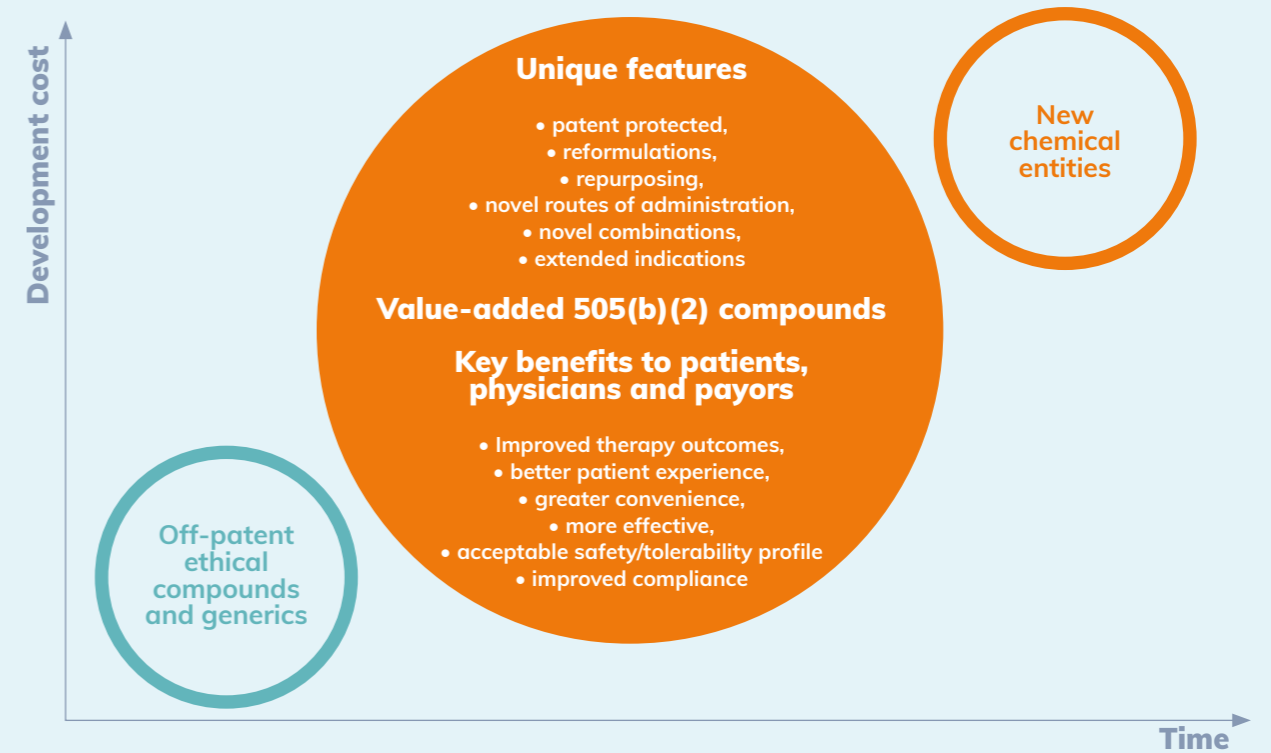 Development cost
Unique features
• patent protected,
• reformulations,
• repurposing,
• novel routes of administration,
• novel combinations,
• extended indications
Value-added 505(b)(2) compounds
Key benefits to patients,
physicians and payors
• Improved therapy outcomes,
• better patient experience,
• greater convenience,
• more effective,
• acceptable safety/tolerability profile
• improved compliance
New
chemical
entities
Off-patent
ethical
compounds
and generics
Time